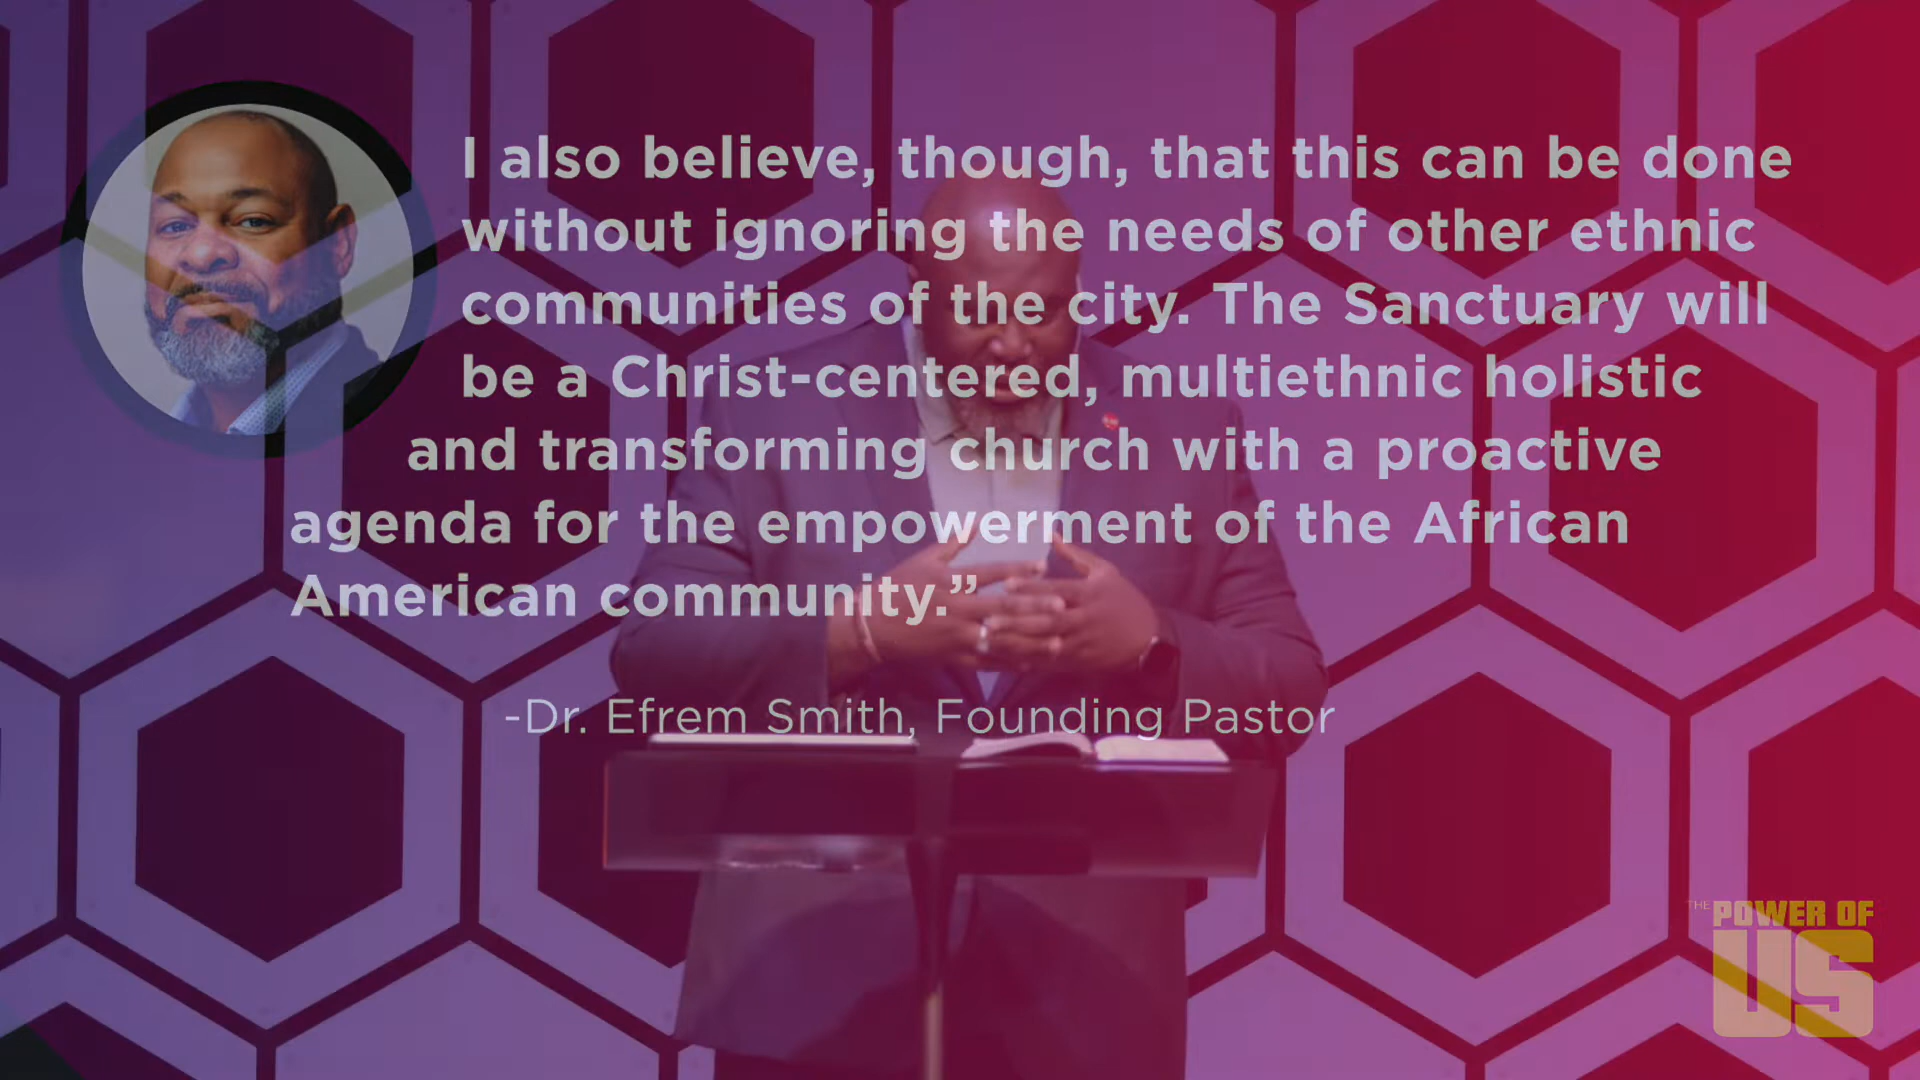 I also believe, though, that this can be done
without ignoring the needs of other ethnic
communities of the city. The Sanctuary will
be a Christ-centered, multiethnic holistic
and transforming church with a proactive
agenda for the empowerment of the African
American community.”
-Dr. Efrem Smith, Founding Pastor
THE POWER OF
US